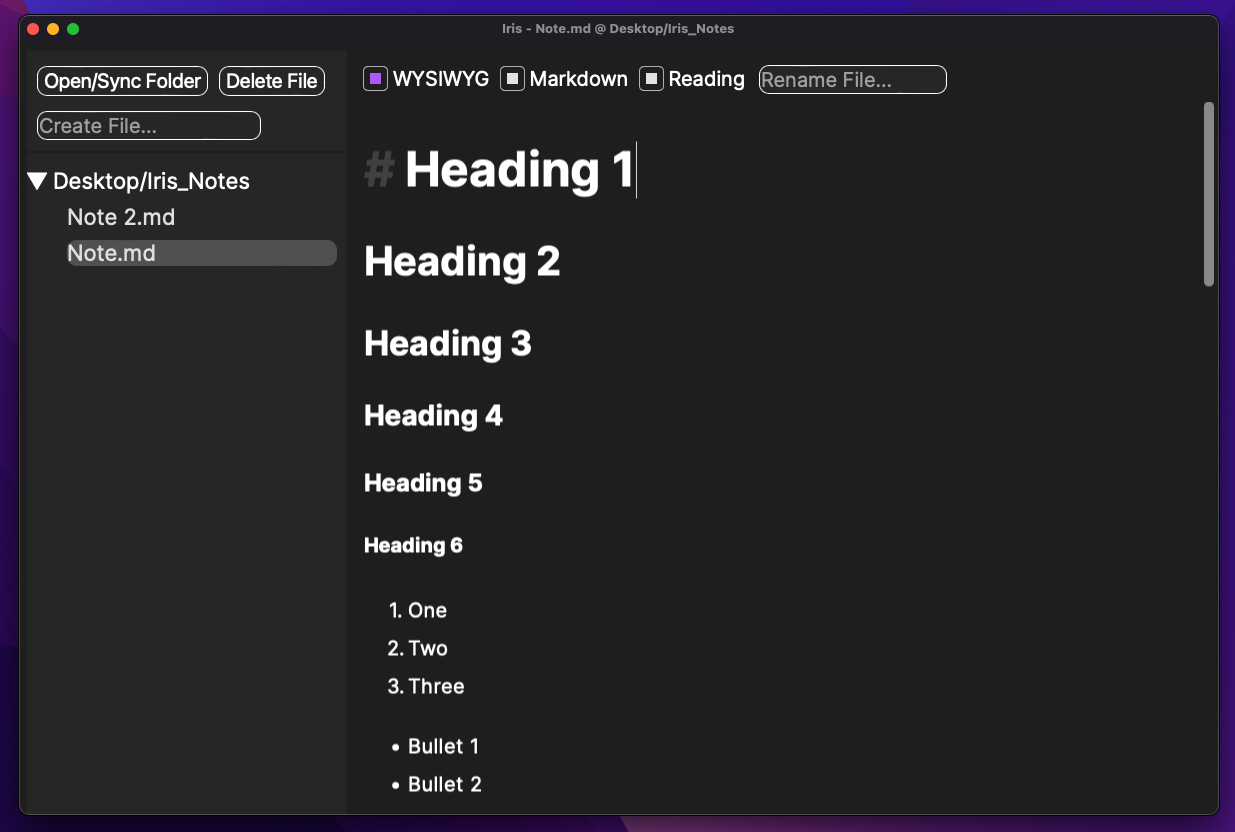 Iris - Note.md @ Desktop/Iris_Notes
Open/Sync Folder Delete File
Create File...
Desktop/Iris_Notes
Note 2.md
Note.md
WYSIWYG Markdown Reading Rename File...
# Heading 1
Heading 2
Heading 3
Heading 4
Heading 5
Heading 6
1. One
2. Two
3. Three
• Bullet 1
• Bullet 2